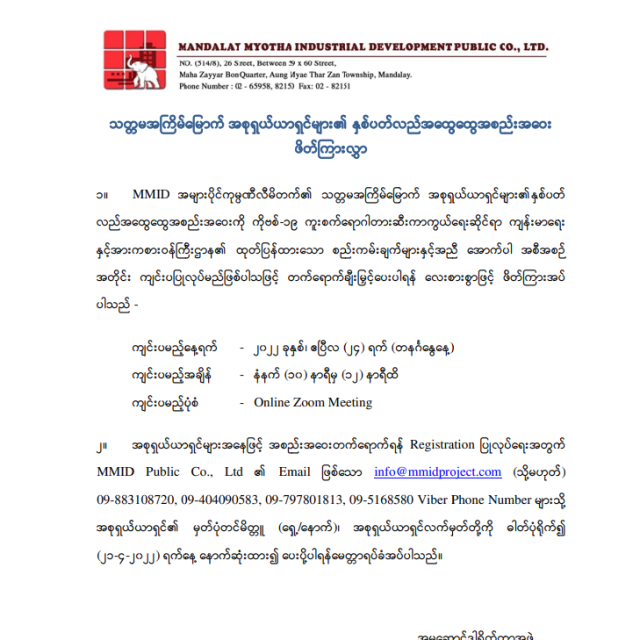 MANDALAY MYOTHA INDUSTRIAL DEVELOPMENT PUBLIC CO., LTD.
NO. (514/8), 26 Street, Between 59 x 60 Street,
Maha Zayyar Bon Quarter, Aung Myae Thar Zan Township, Mandalay.
Phone Number : 02 - 65958, 82153 Fax: 02 - 82151
သတ္တမအကြိမ်မြောက် အစုရှယ်ယာရှင်များ၏ နှစ်ပတ်လည်အထွေထွေအစည်းအဝေး
ဖိတ်ကြားလွှာ
၁။ MMID အများပိုင်ကုမ္ပဏီလီမိတက်၏ သတ္တမအကြိမ်မြောက် အစုရှယ်ယာရှင်များ၏နှစ်ပတ်
လည်အထွေထွေအစည်းအဝေးကို ကိုဗစ်-၁၉ ကူးစက်ရောဂါတားဆီးကာကွယ်ရေးဆိုင်ရာ ကျန်းမာရေး
နှင့်အားကစားဝန်ကြီးဌာန၏ ထုတ်ပြန်ထားသော စည်းကမ်းချက်များနှင့်အညီ အောက်ပါ အစီအစဉ်
အတိုင်း ကျင်းပပြုလုပ်မည်ဖြစ်ပါသဖြင့် တက်ရောက်ချီးမြှင့်ပေးပါရန် လေးစားစွာဖြင့် ဖိတ်ကြားအပ်
ပါသည် -
ကျင်းပမည့်နေ့ရက် - ၂၀၂၂ ခုနှစ်၊ ဧပြီလ (၂၄) ရက် (တနင်္ဂနွေနေ့)
ကျင်းပမည့်အချိန် - နံနက် (၁၀) နာရီမှ (၁၂) နာရီထိ
ကျင်းပမည့်ပုံစံ - Online Zoom Meeting
၂။ အစုရှယ်ယာရှင်များအနေဖြင့် အစည်းအဝေးတက်ရောက်ရန် Registration ပြုလုပ်ရေးအတွက်
MMID Public Co., Ltd ၏ Email ဖြစ်သော info@mmidproject.com (သို့မဟုတ်)
09-883108720, 09-404090583, 09-797801813, 09-5168580 Viber Phone Number များသို့
အစုရှယ်ယာရှင်၏ မှတ်ပုံတင်မိတ္တူ (ရှေ့/နောက်)၊ အစုရှယ်ယာရှင်လက်မှတ်တို့ကို ဓါတ်ပုံရိုက်၍
(၂၁-၄-၂၀၂၂) ရက်နေ့ နောက်ဆုံးထား၍ ပေးပို့ပါရန်မေတ္တာရပ်ခံအပ်ပါသည်။